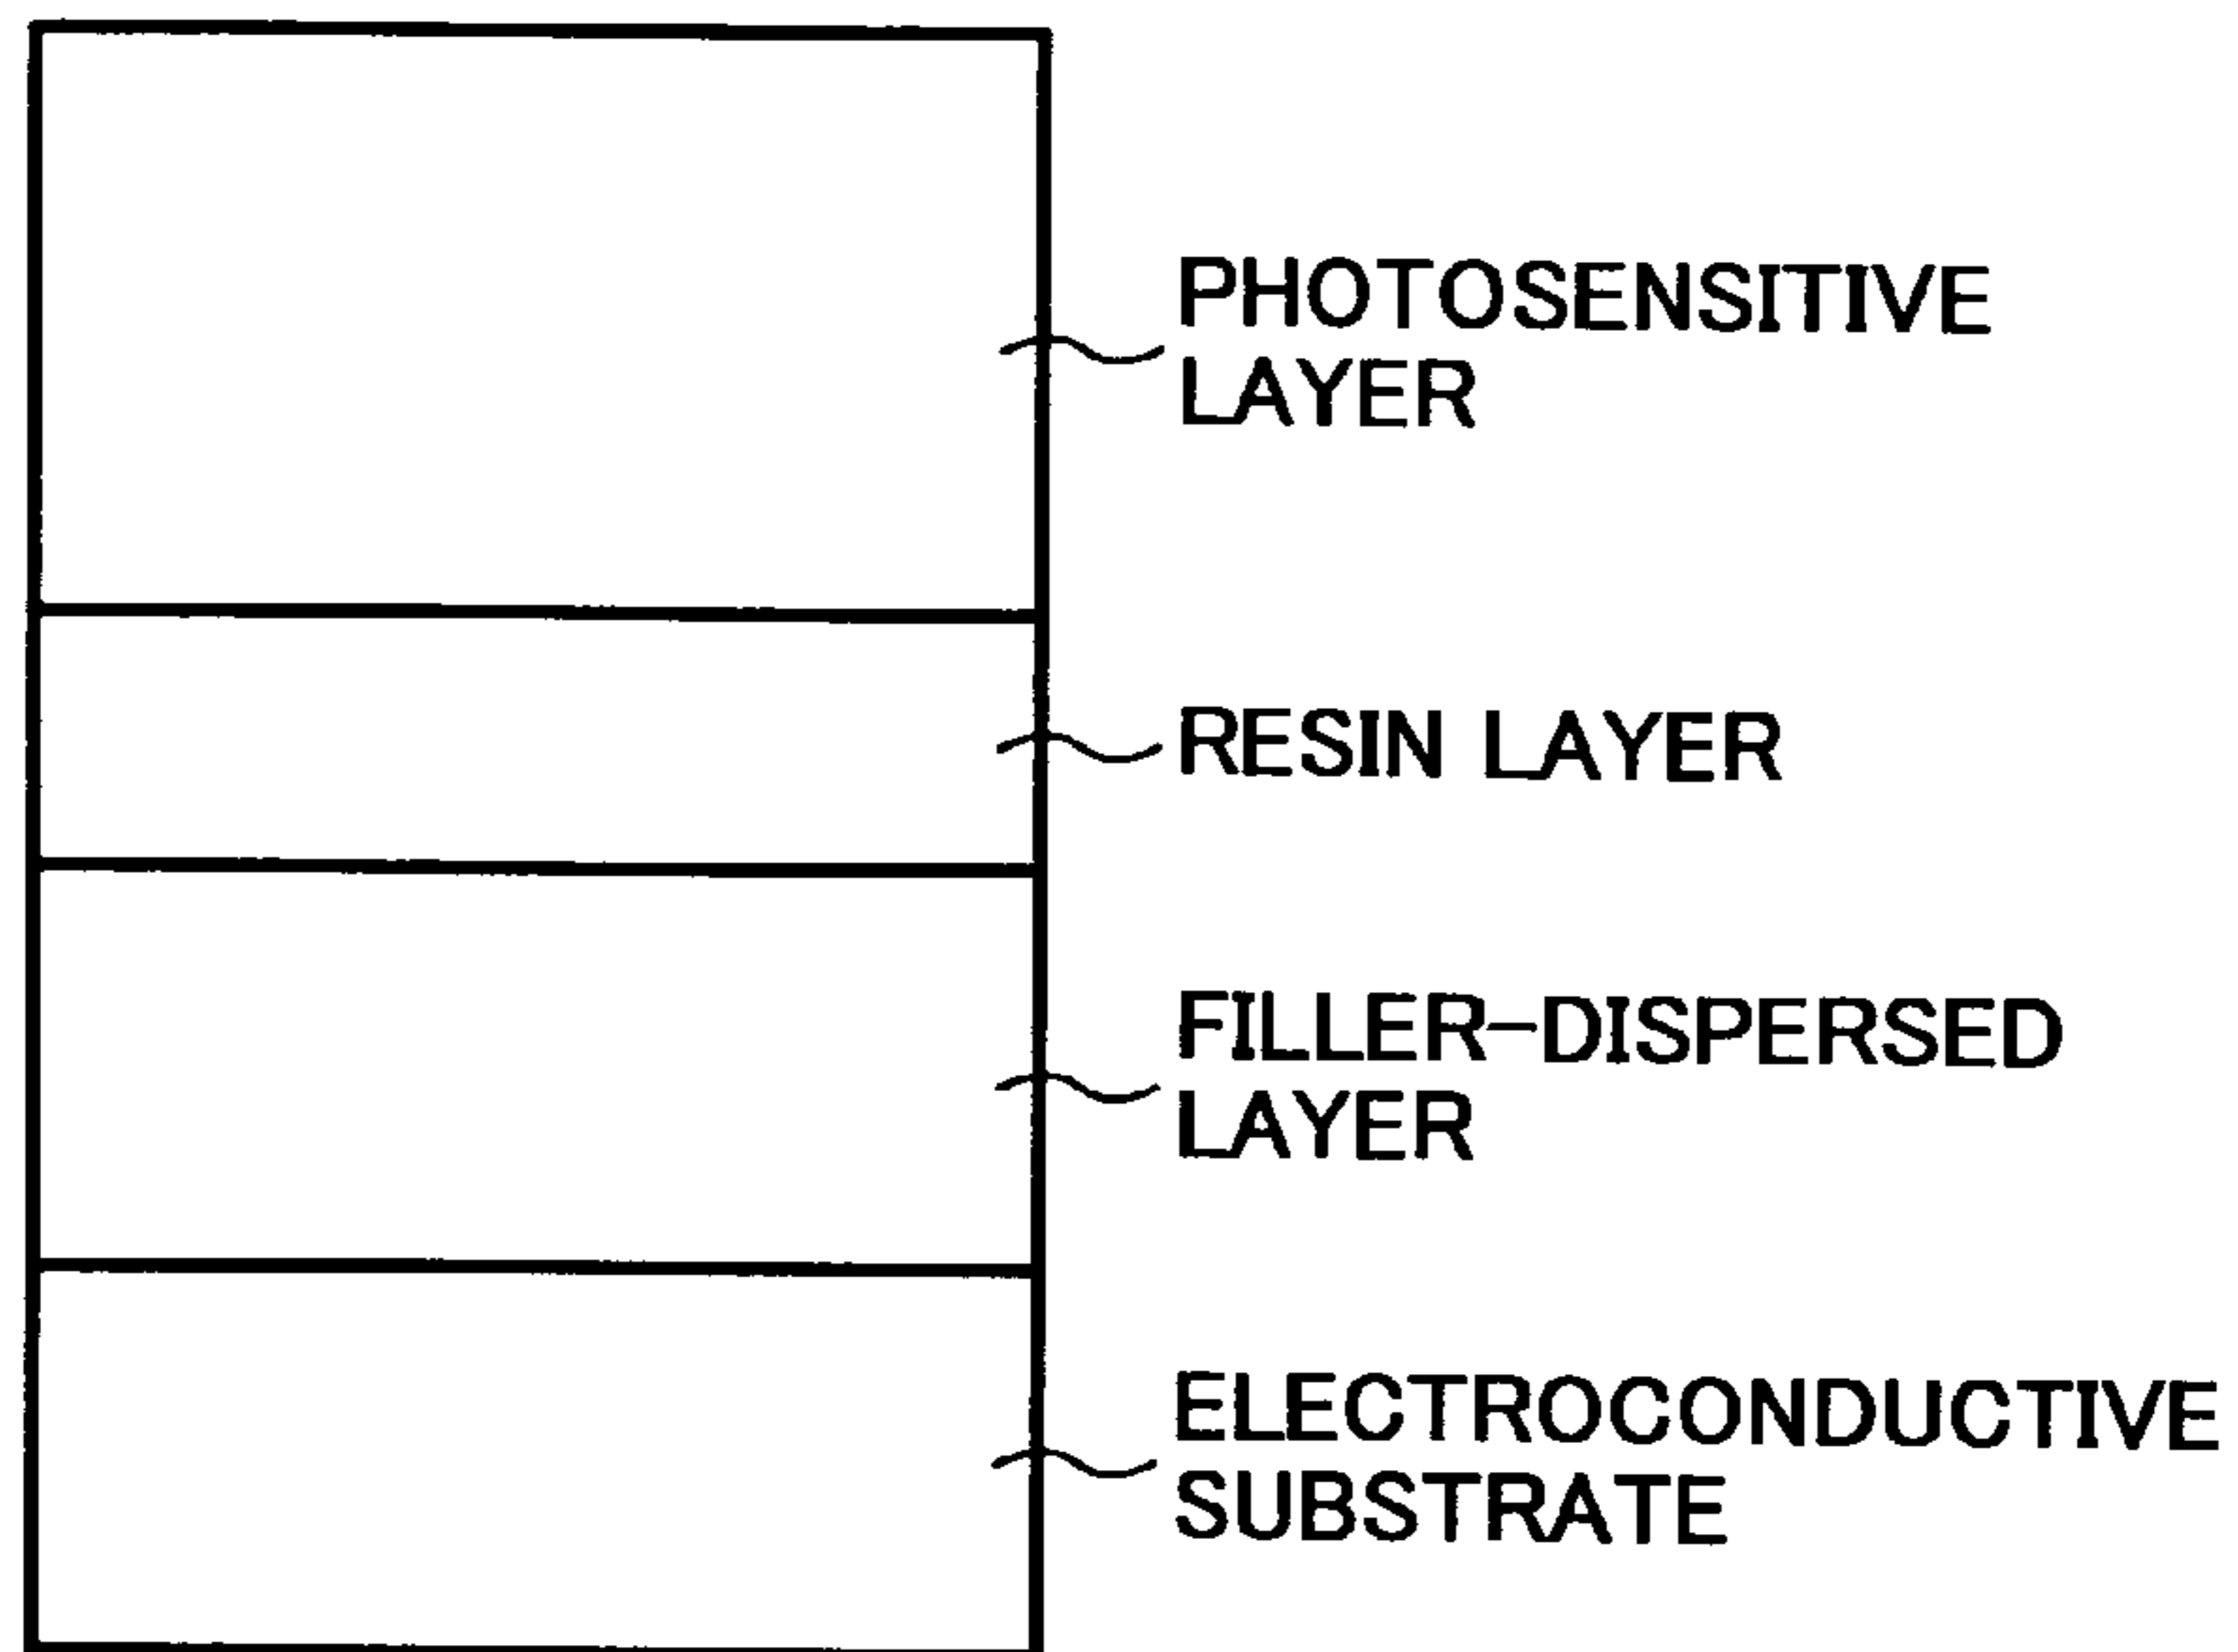 PHOTOSENSITIVE
LAYER
RESIN LAYER
FILLER-DISPERSED
LAYER
ELECTROCONDUCTIVE
SUBSTRATE